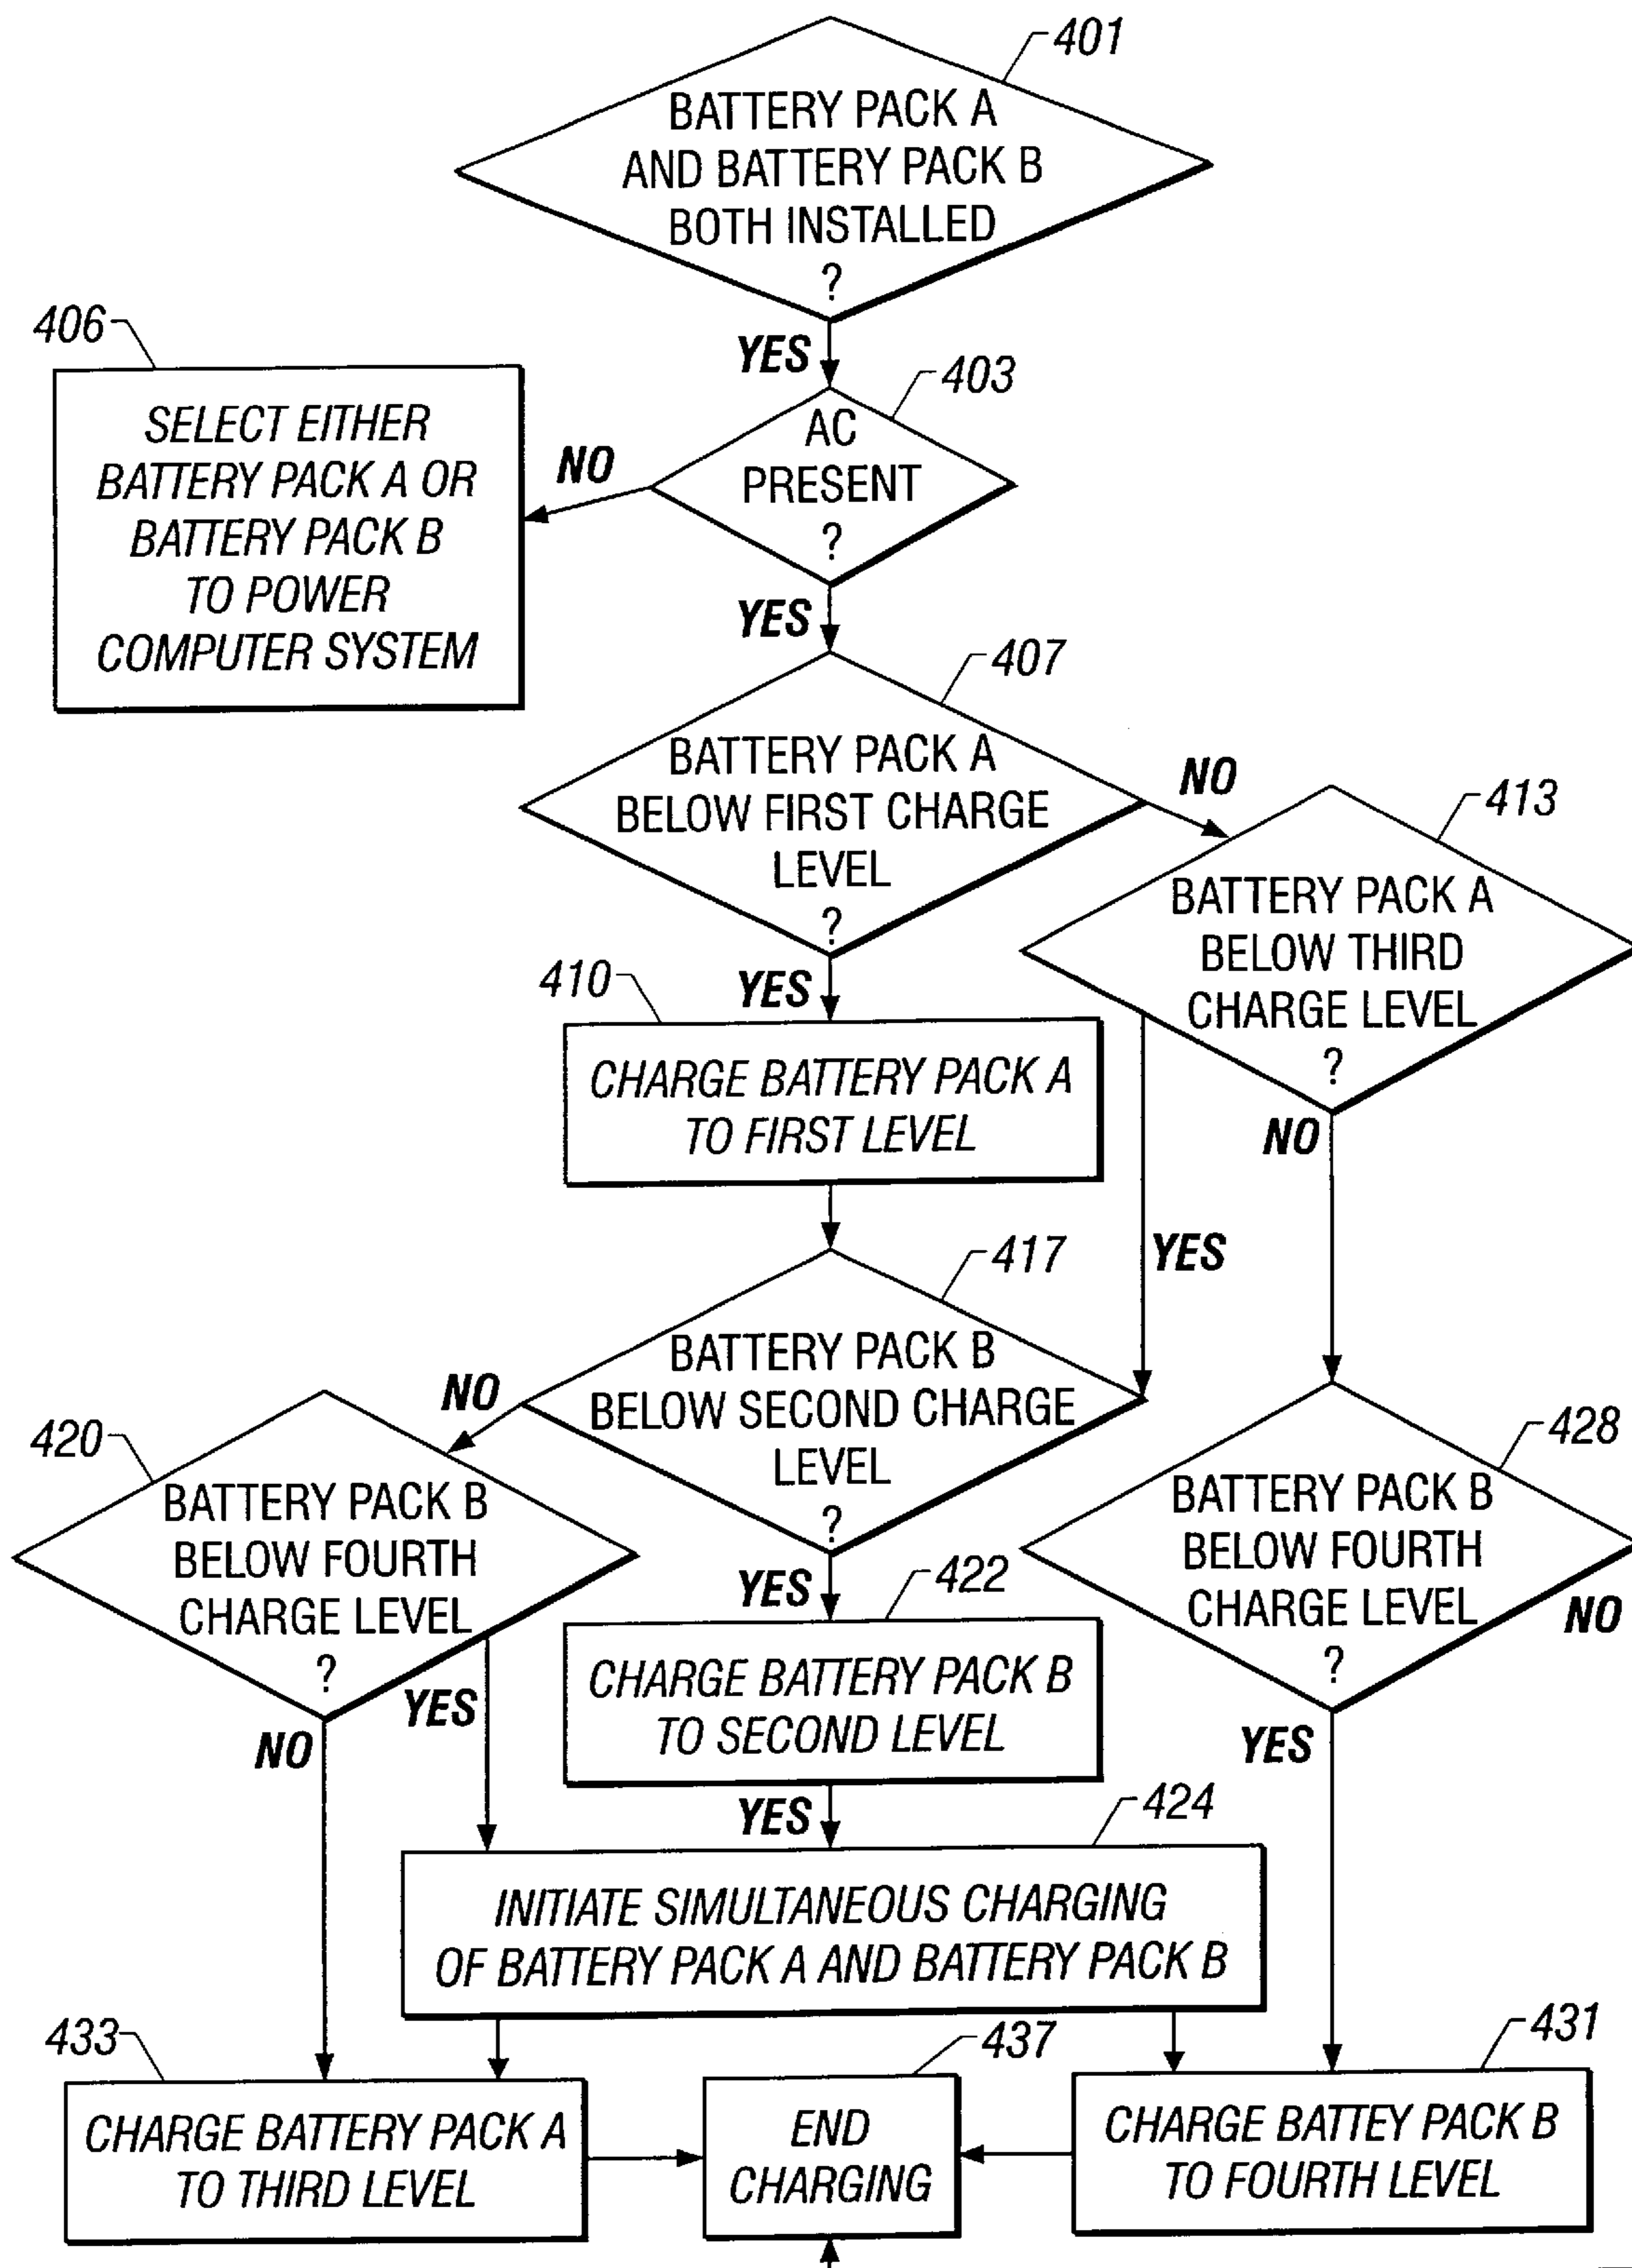 401
BATTERY PACK A
AND BATTERY PACK B
BOTH INSTALLED
?
YES
406
SELECT EITHER
BATTERY PACK A OR
BATTERY PACK B
TO POWER
COMPUTER SYSTEM
NO
403
AC
PRESENT
?
YES
407
BATTERY PACK A
BELOW FIRST CHARGE
LEVEL
?
NO
413
BATTERY PACK A
BELOW THIRD
CHARGE LEVEL
?
YES
410
CHARGE BATTERY PACK A
TO FIRST LEVEL
NO
YES
417
BATTERY PACK B
BELOW SECOND CHARGE
LEVEL
?
NO
420
BATTERY PACK B
BELOW FOURTH
CHARGE LEVEL
?
428
BATTERY PACK B
BELOW FOURTH
CHARGE LEVEL
?
NO
YES
422
CHARGE BATTERY PACK B
TO SECOND LEVEL
YES
NO
YES
YES
424
INITIATE SIMULTANEOUS CHARGING
OF BATTERY PACK A AND BATTERY PACK B
433
CHARGE BATTERY PACK A
TO THIRD LEVEL
437
END
CHARGING
431
CHARGE BATTEY PACK B
TO FOURTH LEVEL